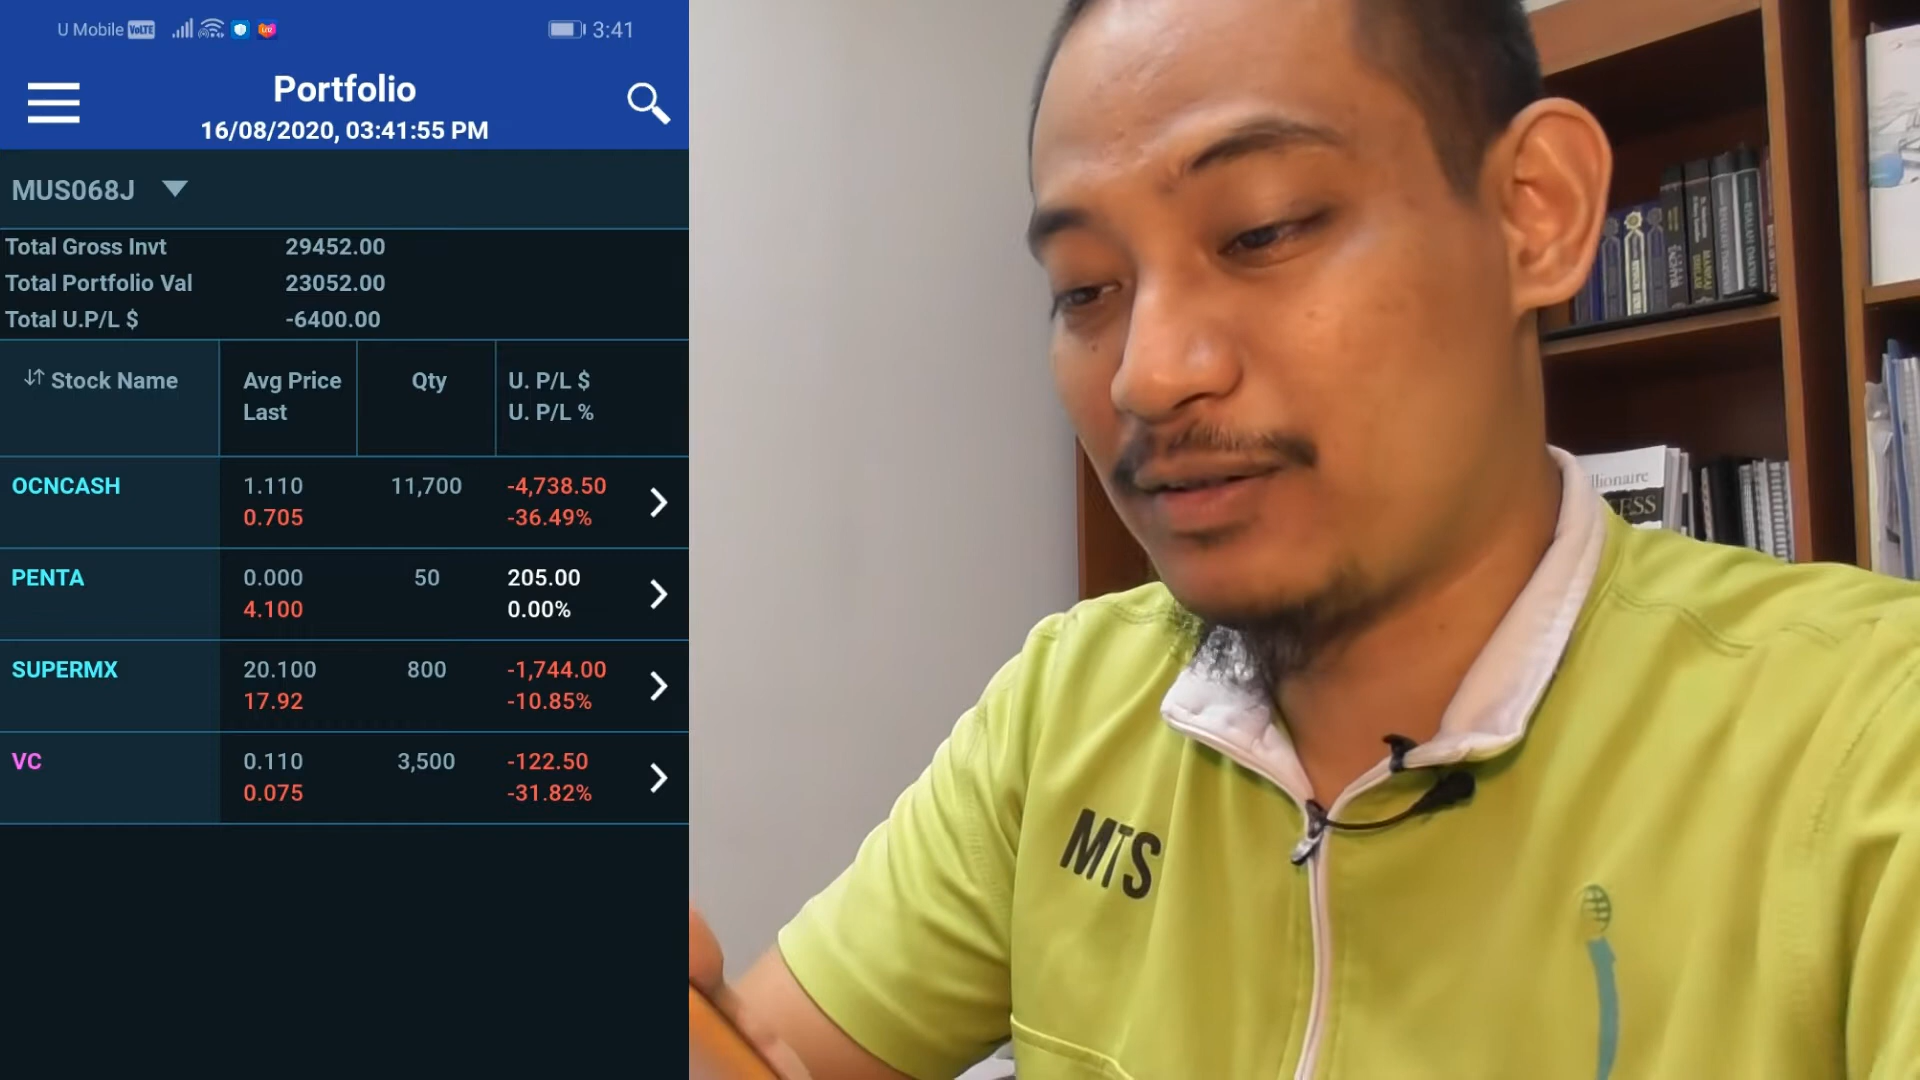 U Mobile VoLTE 3:41
Portfolio
16/08/2020, 03:41:55 PM
MUS068J
Total Gross Invt 29452.00
Total Portfolio Val 23052.00
Total U.P/L $ -6400.00
Stock Name Avg Price Qty U. P/L $
Last U. P/L %
OCNCASH 1.110 11,700 -4,738.50
0.705 -36.49%
PENTA 0.000 50 205.00
4.100 0.00%
SUPERMX 20.100 800 -1,744.00
17.92 -10.85%
VC 0.110 3,500 -122.50
0.075 -31.82%
MTS